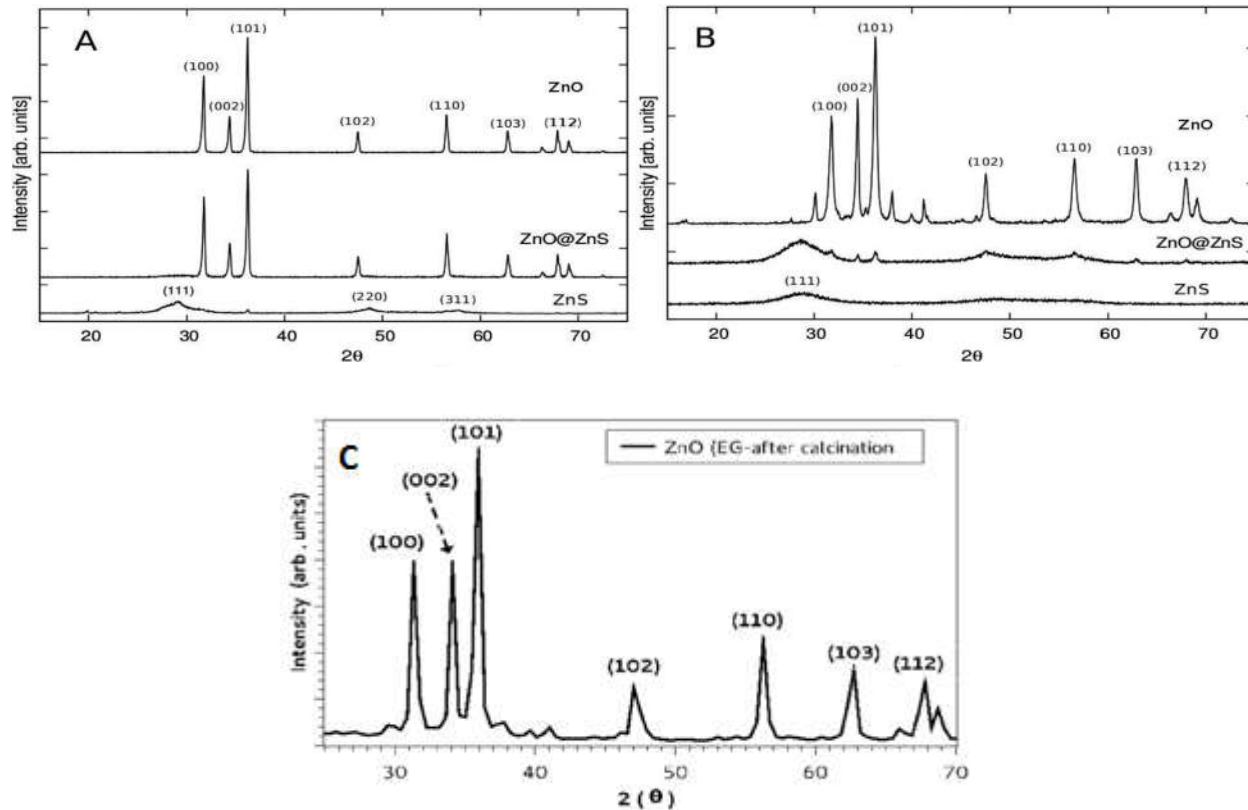 A
Intensity [arb. units]
(100)
(002)
(101)
(102)
(110)
(103)
(112)
ZnO
ZnO@ZnS
(111)
(220)
(311)
ZnS
20 30 40 50 60 70
2θ
B
Intensity [arb. units]
(100)
(002)
(101)
(102)
(110)
(103)
(112)
ZnO
ZnO@ZnS
(111)
ZnS
20 30 40 50 60 70
2θ
C
Intensity (arb. units)
ZnO (EG-after calcination
(100)
(002)
(101)
(102)
(110)
(103)
(112)
30 40 50 60 70
2 (θ)